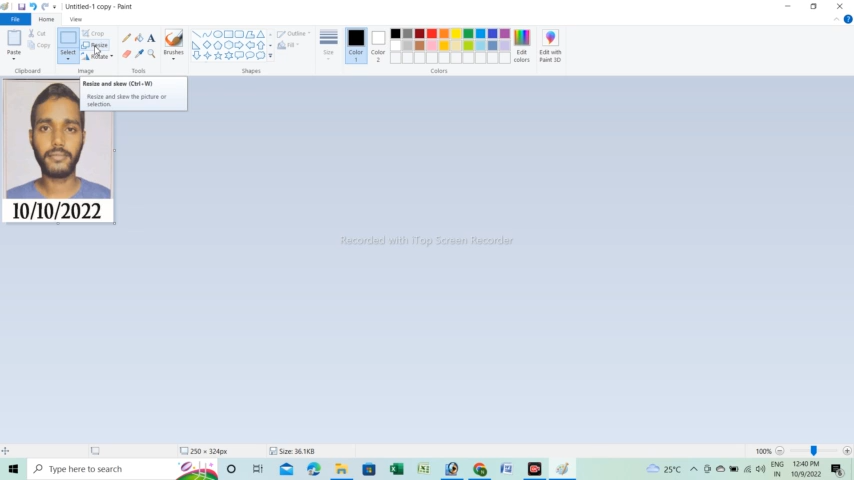 Untitled-1 copy - Paint
File Home View
Paste Cut Copy Clipboard
Select Crop Resize Rotate Image
Tools
Brushes
Outline Fill Shapes
Size
Color 1 Color 2 Colors
Edit colors
Edit with Paint 3D
Resize and skew (Ctrl+W)
Resize and skew the picture or selection.
10/10/2022
Recorded with iTop Screen Recorder
250 × 324px Size: 36.1KB 100%
Type here to search 25°C ENG IN 12:40 PM 10/9/2022